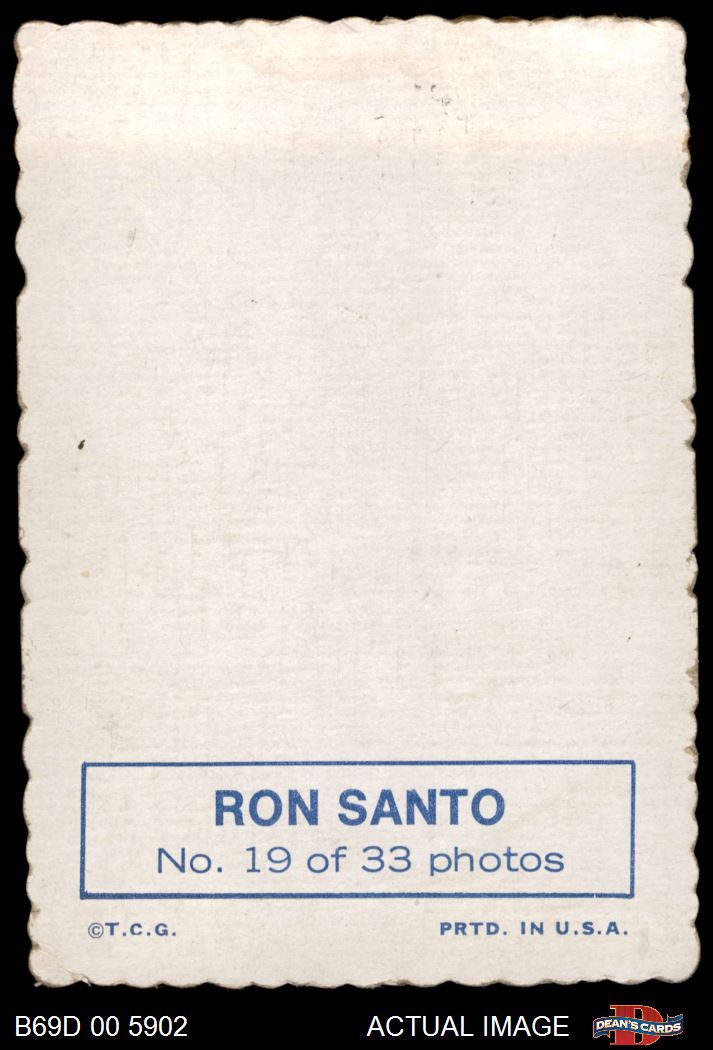 RON SANTO
No. 19 of 33 photos
©T.C.G.
PRTD. IN U.S.A.
B69D 00 5902
ACTUAL IMAGE
D
DEAN'S CARDS